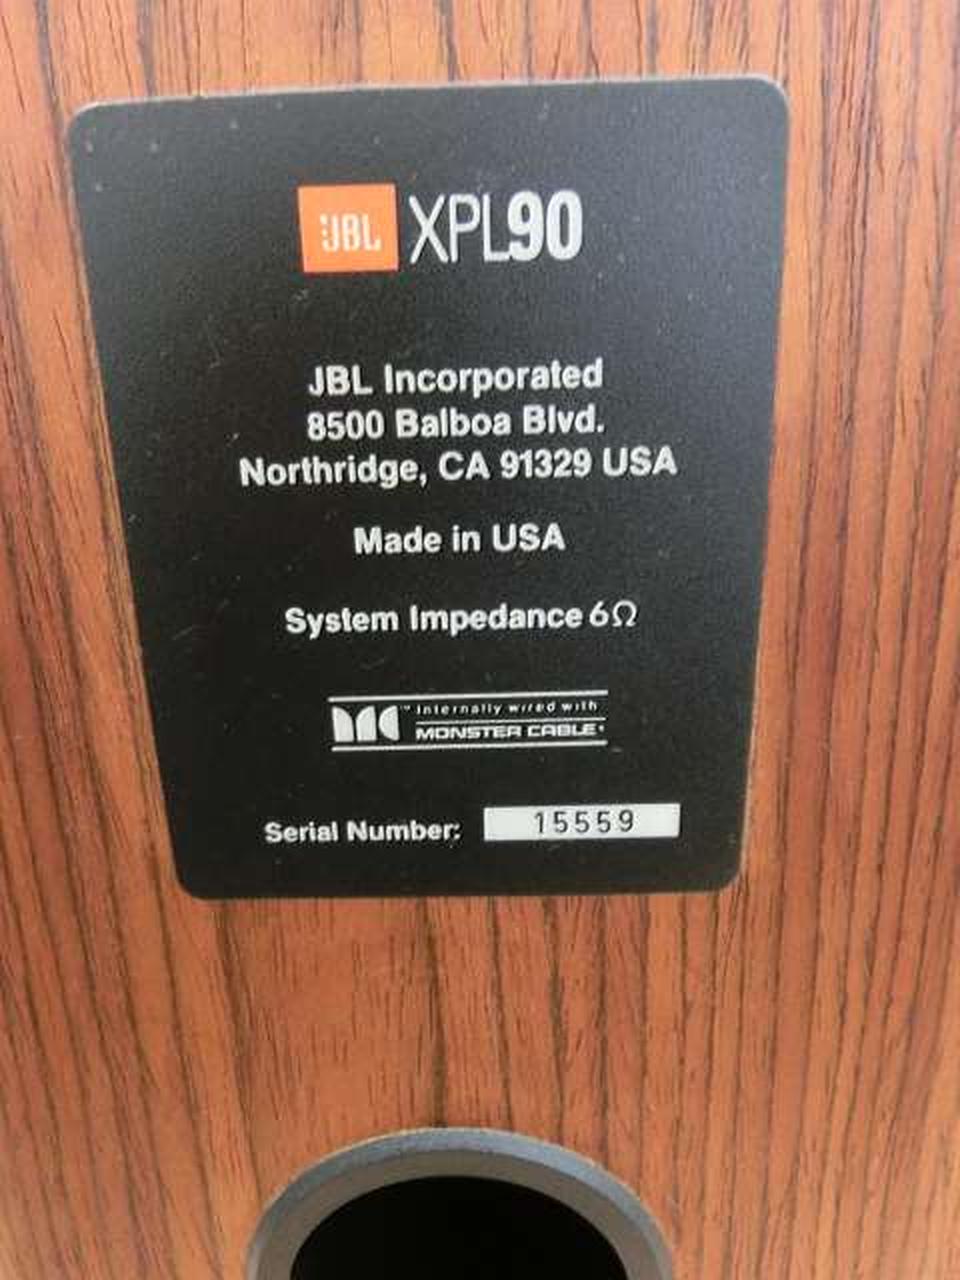 JBL XPL90
JBL Incorporated
8500 Balboa Blvd.
Northridge, CA 91329 USA
Made in USA
System Impedance 6Ω
MC™ internally wired with
MONSTER CABLE®
Serial Number: 15559